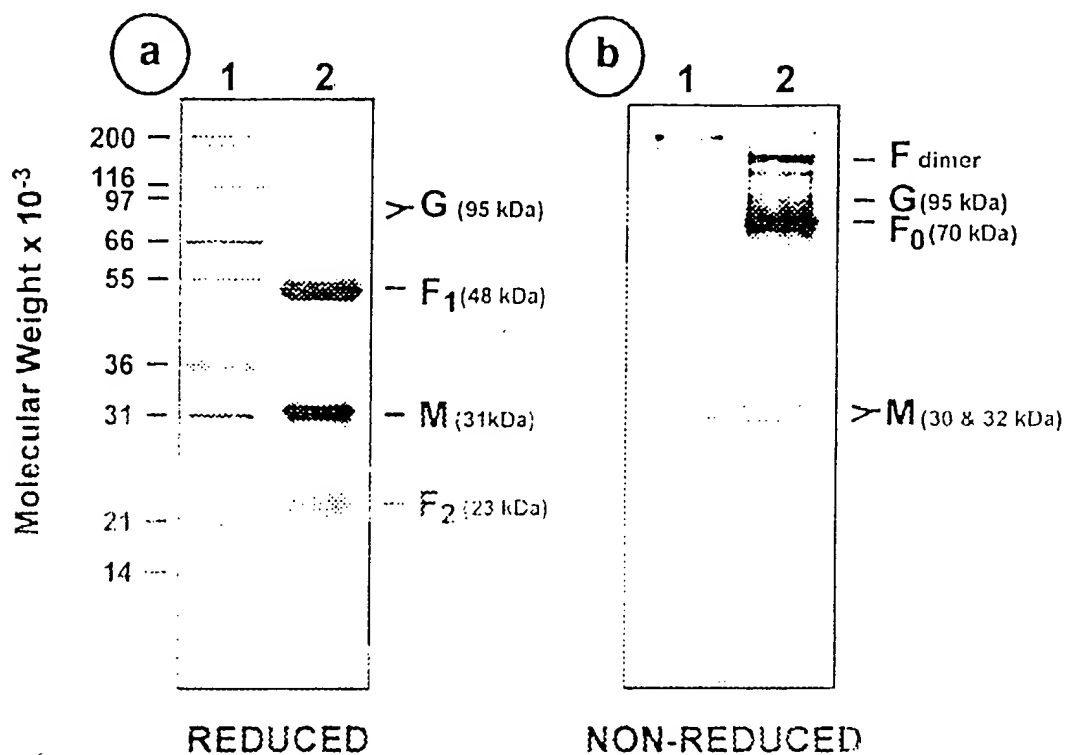 a
1 2
Molecular Weight x 10-3
200
116
97
66
55
36
31
21
14
G (95 kDa)
F1 (48 kDa)
M (31kDa)
F2 (23 kDa)
REDUCED
b
1 2
F dimer
G (95 kDa)
F0 (70 kDa)
M (30 & 32 kDa)
NON-REDUCED